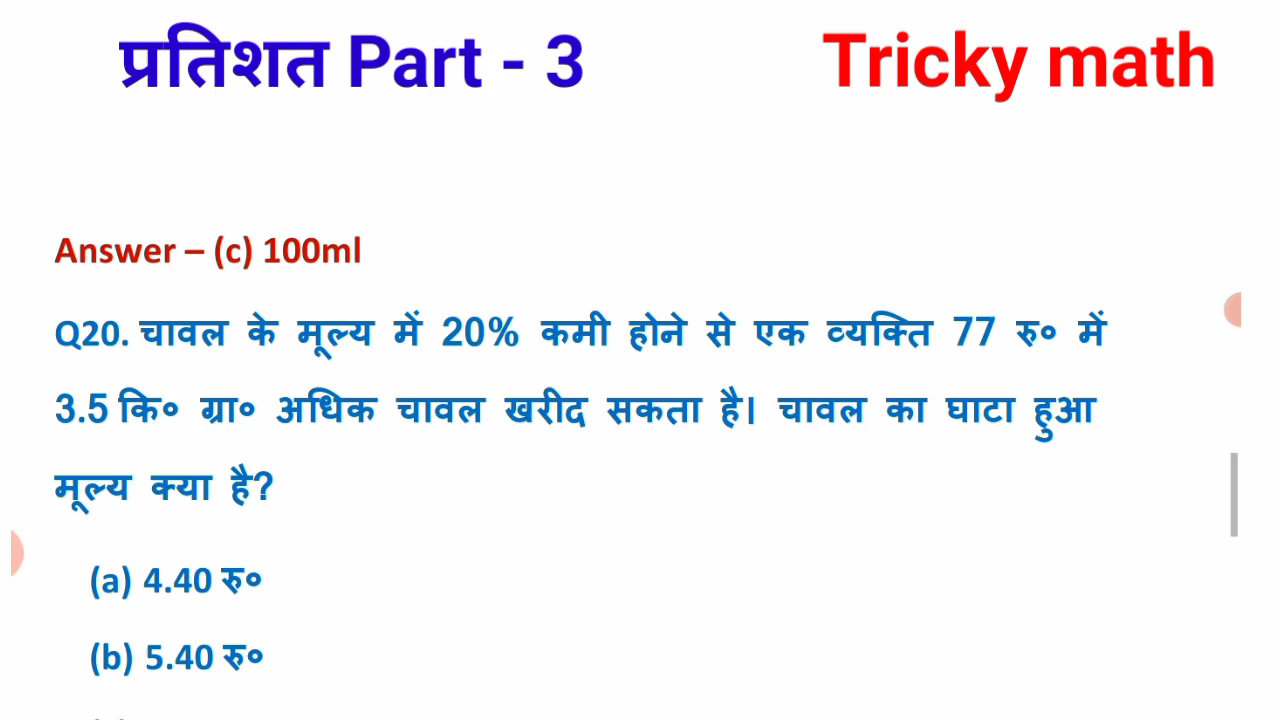 प्रतिशत Part - 3 Tricky math
Answer – (c) 100ml
Q20. चावल के मूल्य में 20% कमी होने से एक व्यक्ति 77 रु० में
3.5 कि० ग्रा० अधिक चावल खरीद सकता है। चावल का घाटा हुआ
मूल्य क्या है?
(a) 4.40 रु०
(b) 5.40 रु०